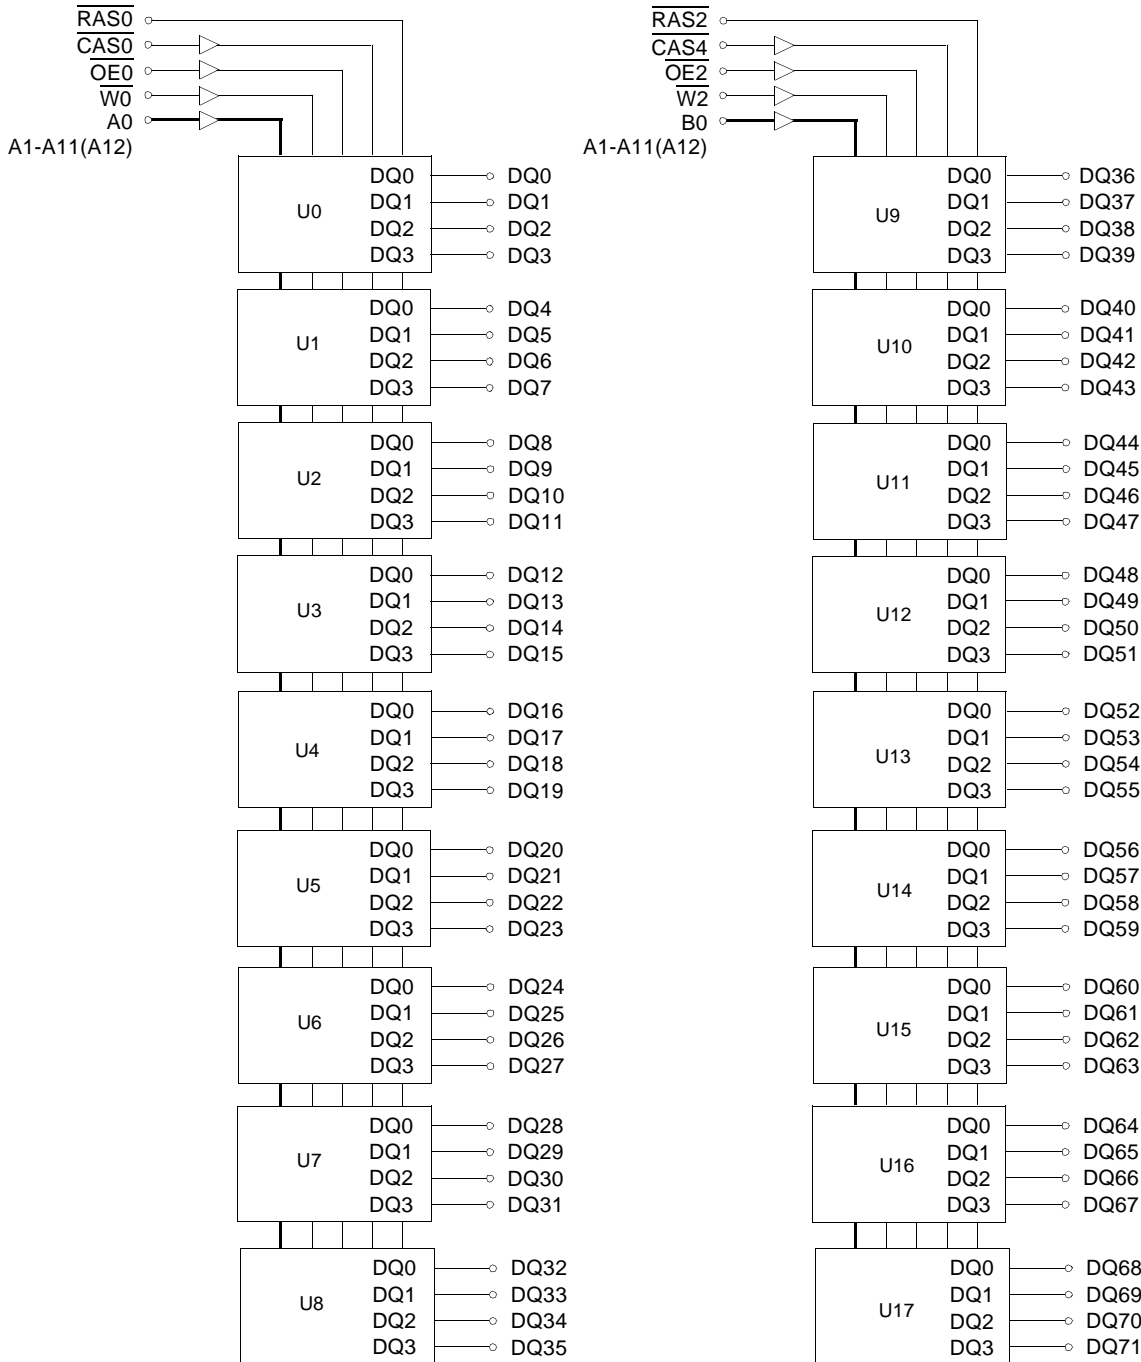 RAS0
CAS0
OE0
W0
A0
A1-A11(A12)
U0
DQ0 DQ0
DQ1 DQ1
DQ2 DQ2
DQ3 DQ3
U1
DQ0 DQ4
DQ1 DQ5
DQ2 DQ6
DQ3 DQ7
U2
DQ0 DQ8
DQ1 DQ9
DQ2 DQ10
DQ3 DQ11
U3
DQ0 DQ12
DQ1 DQ13
DQ2 DQ14
DQ3 DQ15
U4
DQ0 DQ16
DQ1 DQ17
DQ2 DQ18
DQ3 DQ19
U5
DQ0 DQ20
DQ1 DQ21
DQ2 DQ22
DQ3 DQ23
U6
DQ0 DQ24
DQ1 DQ25
DQ2 DQ26
DQ3 DQ27
U7
DQ0 DQ28
DQ1 DQ29
DQ2 DQ30
DQ3 DQ31
U8
DQ0 DQ32
DQ1 DQ33
DQ2 DQ34
DQ3 DQ35
RAS2
CAS4
OE2
W2
B0
A1-A11(A12)
U9
DQ0 DQ36
DQ1 DQ37
DQ2 DQ38
DQ3 DQ39
U10
DQ0 DQ40
DQ1 DQ41
DQ2 DQ42
DQ3 DQ43
U11
DQ0 DQ44
DQ1 DQ45
DQ2 DQ46
DQ3 DQ47
U12
DQ0 DQ48
DQ1 DQ49
DQ2 DQ50
DQ3 DQ51
U13
DQ0 DQ52
DQ1 DQ53
DQ2 DQ54
DQ3 DQ55
U14
DQ0 DQ56
DQ1 DQ57
DQ2 DQ58
DQ3 DQ59
U15
DQ0 DQ60
DQ1 DQ61
DQ2 DQ62
DQ3 DQ63
U16
DQ0 DQ64
DQ1 DQ65
DQ2 DQ66
DQ3 DQ67
U17
DQ0 DQ68
DQ1 DQ69
DQ2 DQ70
DQ3 DQ71